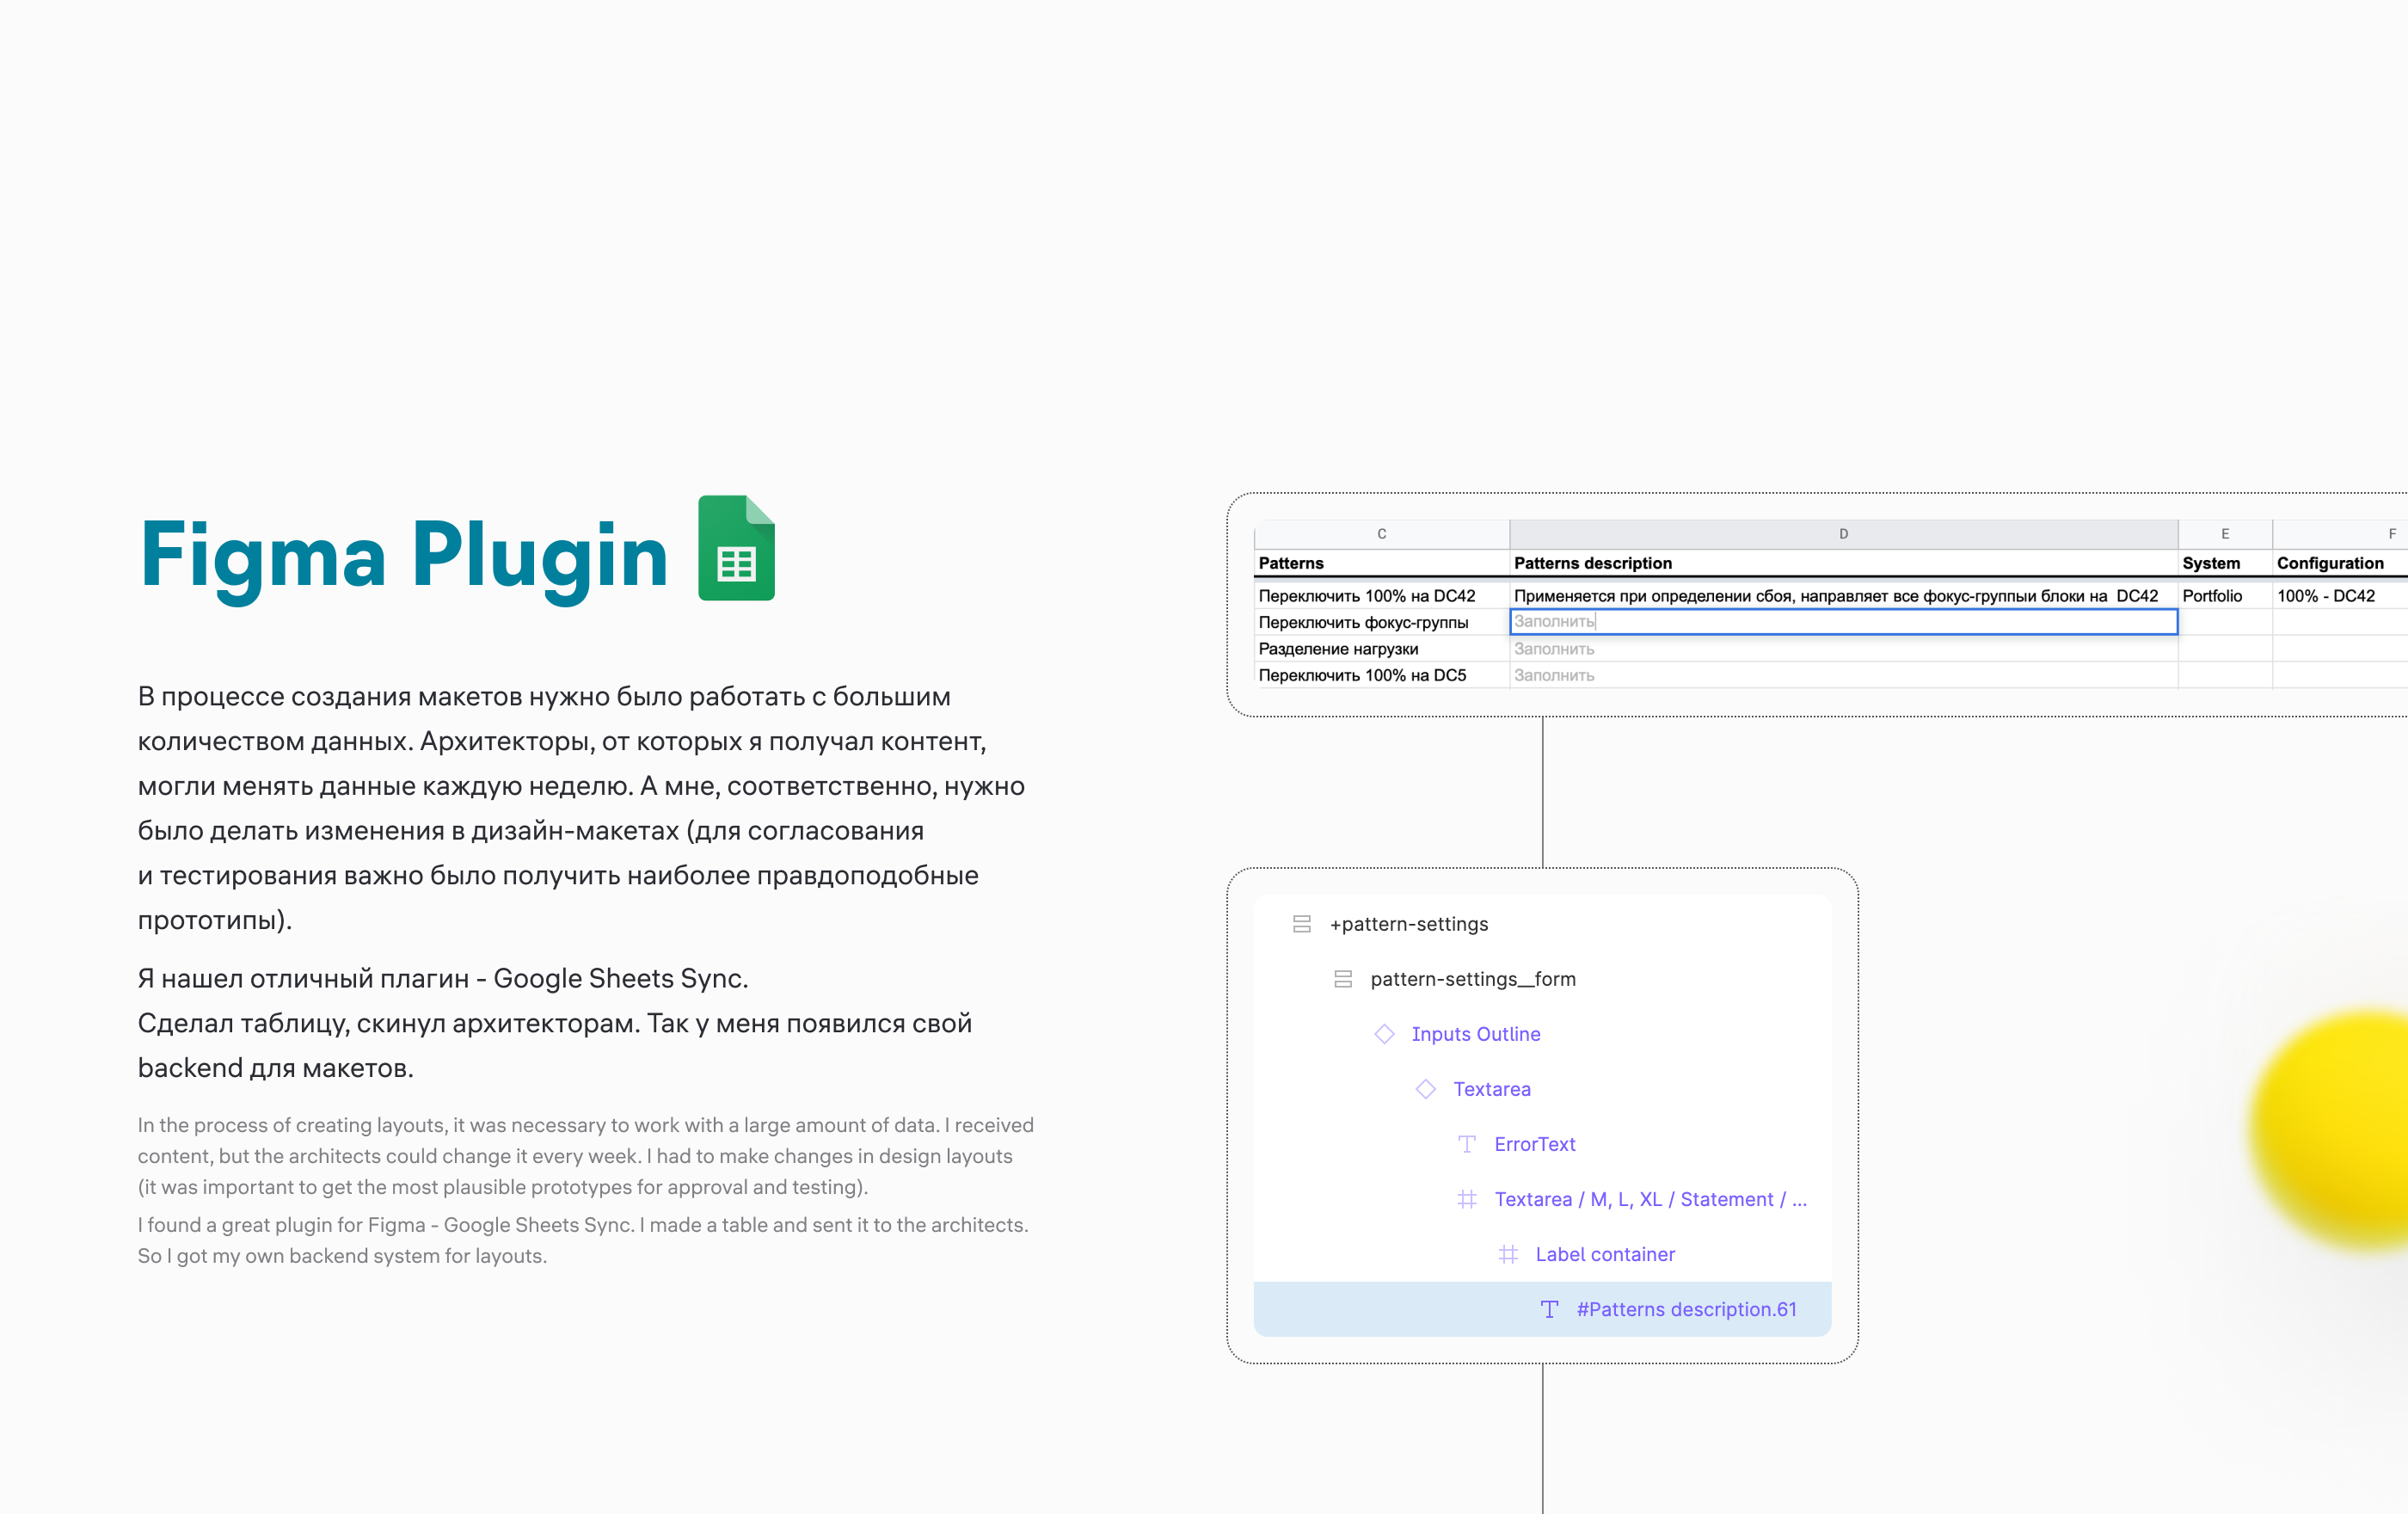 Figma Plugin
В процессе создания макетов нужно было работать с большим
количеством данных. Архитекторы, от которых я получал контент,
могли менять данные каждую неделю. А мне, соответственно, нужно
было делать изменения в дизайн-макетах (для согласования
и тестирования важно было получить наиболее правдоподобные
прототипы).
Я нашел отличный плагин - Google Sheets Sync.
Сделал таблицу, скинул архитекторам. Так у меня появился свой
backend для макетов.
In the process of creating layouts, it was necessary to work with a large amount of data. I received
content, but the architects could change it every week. I had to make changes in design layouts
(it was important to get the most plausible prototypes for approval and testing).
I found a great plugin for Figma - Google Sheets Sync. I made a table and sent it to the architects.
So I got my own backend system for layouts.
C D E F
Patterns Patterns description System Configuration
Переключить 100% на DC42 Применяется при определении сбоя, направляет все фокус-группыи блоки на  DC42 Portfolio 100% - DC42
Переключить фокус-группы Заполнить
Разделение нагрузки Заполнить
Переключить 100% на DC5 Заполнить
+pattern-settings
pattern-settings__form
Inputs Outline
Textarea
ErrorText
Textarea / M, L, XL / Statement / ...
Label container
#Patterns description.61